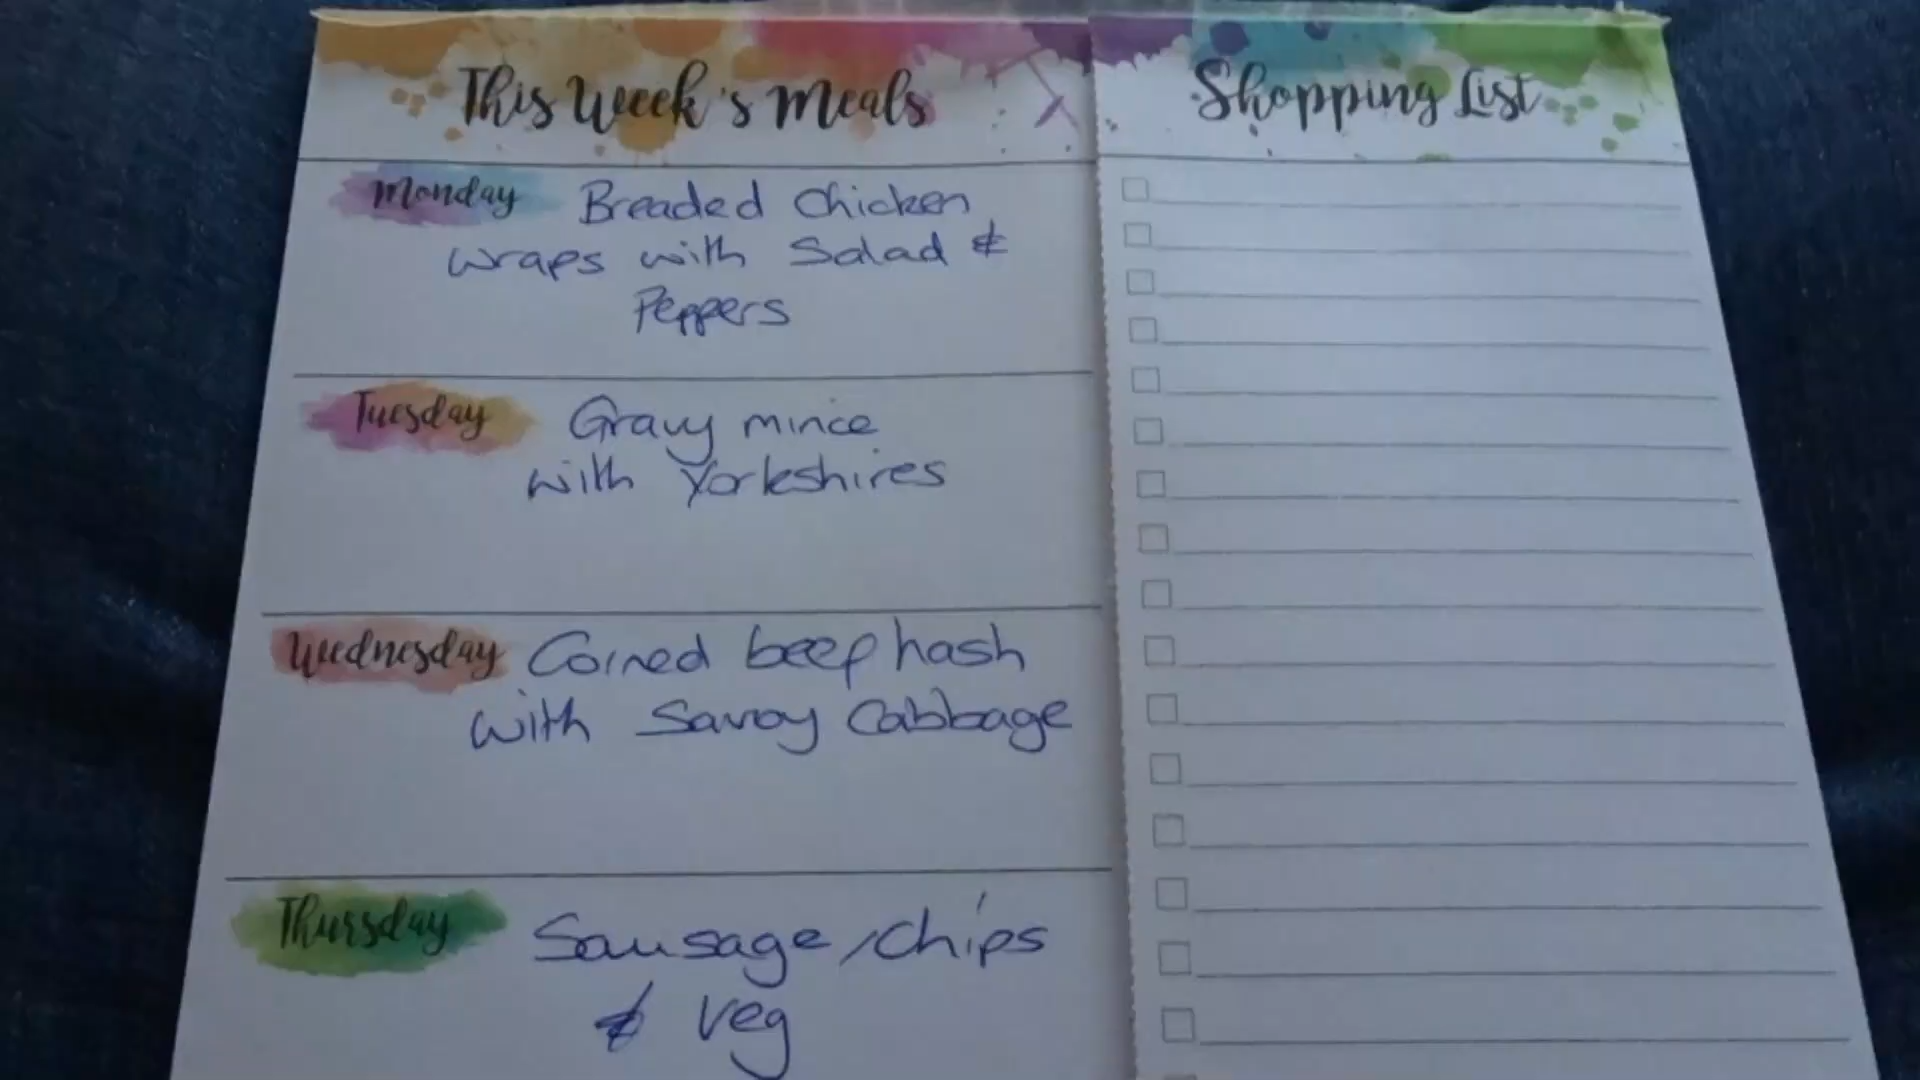 This Week's Meals
Monday Breaded Chicken
wraps with Salad &
Peppers
Tuesday Gravy mince
with Yorkshires
Wednesday Corned beef hash
with Savoy Cabbage
Thursday Sausage, chips
& veg
Shopping List